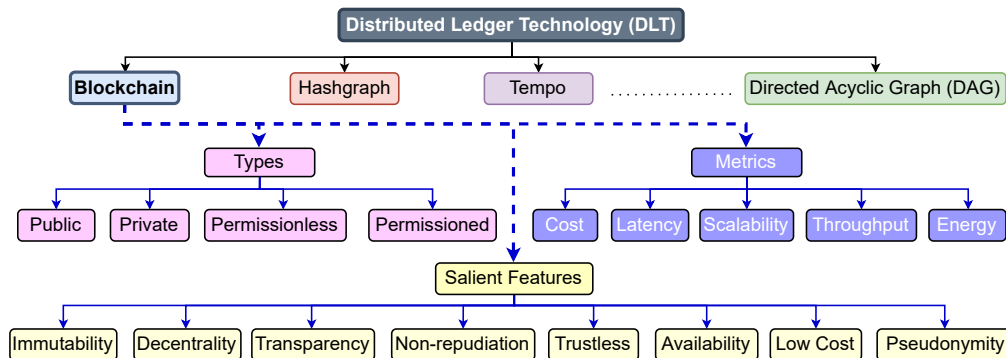 Distributed Ledger Technology (DLT)
Blockchain
Hashgraph
Tempo
Directed Acyclic Graph (DAG)
Types
Metrics
Public
Private
Permissionless
Permissioned
Cost
Latency
Scalability
Throughput
Energy
Salient Features
Immutability
Decentrality
Transparency
Non-repudiation
Trustless
Availability
Low Cost
Pseudonymity